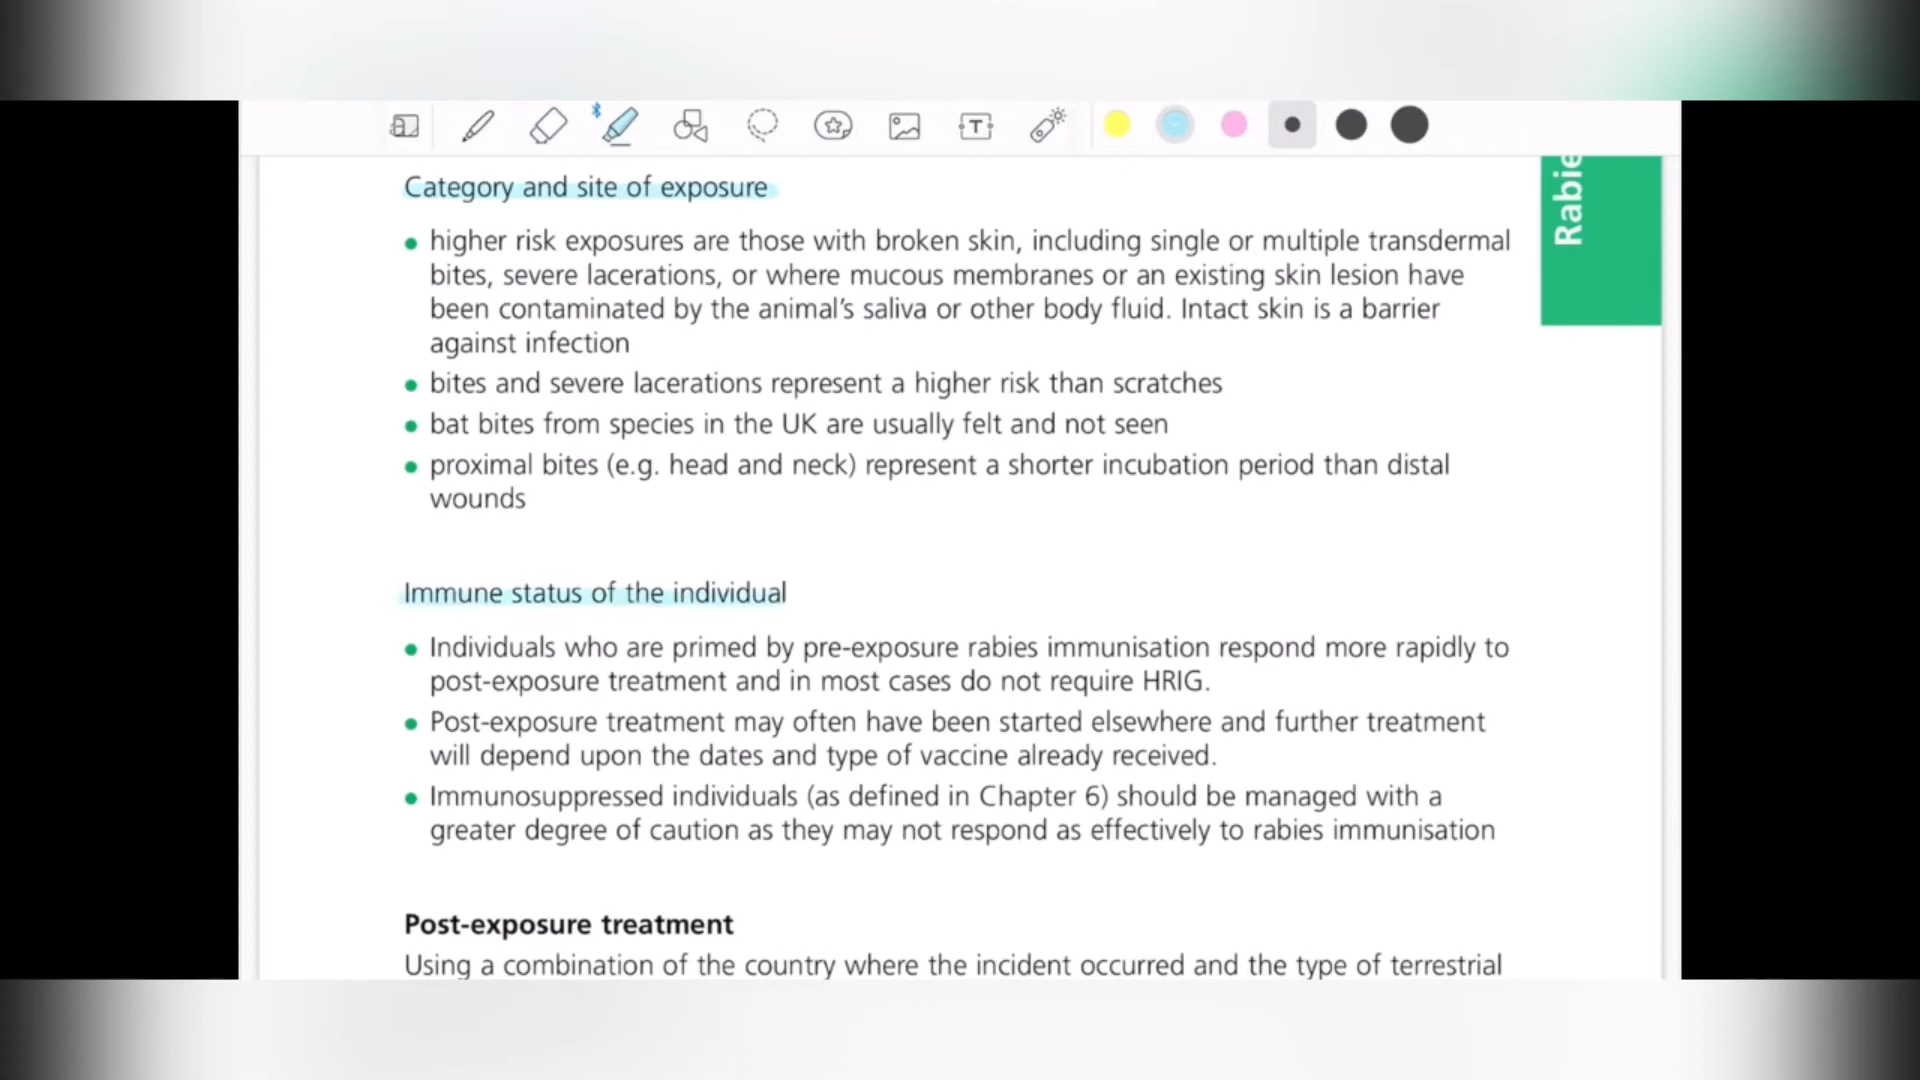 Category and site of exposure
Rabie
higher risk exposures are those with broken skin, including single or multiple transdermal
bites, severe lacerations, or where mucous membranes or an existing skin lesion have
been contaminated by the animal's saliva or other body fluid. Intact skin is a barrier
against infection
bites and severe lacerations represent a higher risk than scratches
bat bites from species in the UK are usually felt and not seen
proximal bites (e.g. head and neck) represent a shorter incubation period than distal
wounds
Immune status of the individual
Individuals who are primed by pre-exposure rabies immunisation respond more rapidly to
post-exposure treatment and in most cases do not require HRIG.
Post-exposure treatment may often have been started elsewhere and further treatment
will depend upon the dates and type of vaccine already received.
Immunosuppressed individuals (as defined in Chapter 6) should be managed with a
greater degree of caution as they may not respond as effectively to rabies immunisation
Post-exposure treatment
Using a combination of the country where the incident occurred and the type of terrestrial